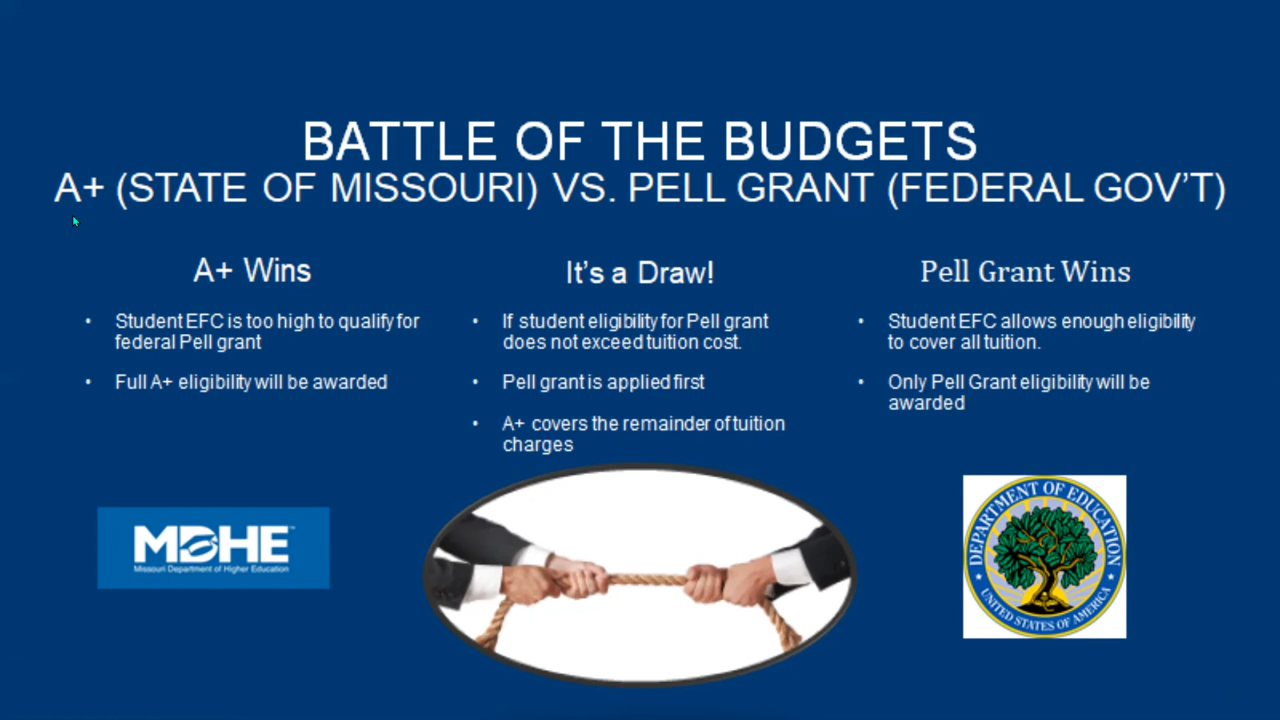 BATTLE OF THE BUDGETS
A+ (STATE OF MISSOURI) VS. PELL GRANT (FEDERAL GOV'T)
A+ Wins
• Student EFC is too high to qualify for
federal Pell grant
• Full A+ eligibility will be awarded
It's a Draw!
• If student eligibility for Pell grant
does not exceed tuition cost.
• Pell grant is applied first
• A+ covers the remainder of tuition
charges
Pell Grant Wins
• Student EFC allows enough eligibility
to cover all tuition.
• Only Pell Grant eligibility will be
awarded
MDHE™
Missouri Department of Higher Education
DEPARTMENT OF EDUCATION
UNITED STATES OF AMERICA